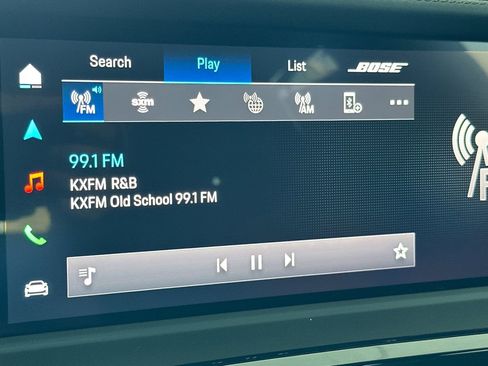 Search
Play
List
BOSE
FM
sxm
AM
99.1 FM
KXFM R&B
KXFM Old School 99.1 FM